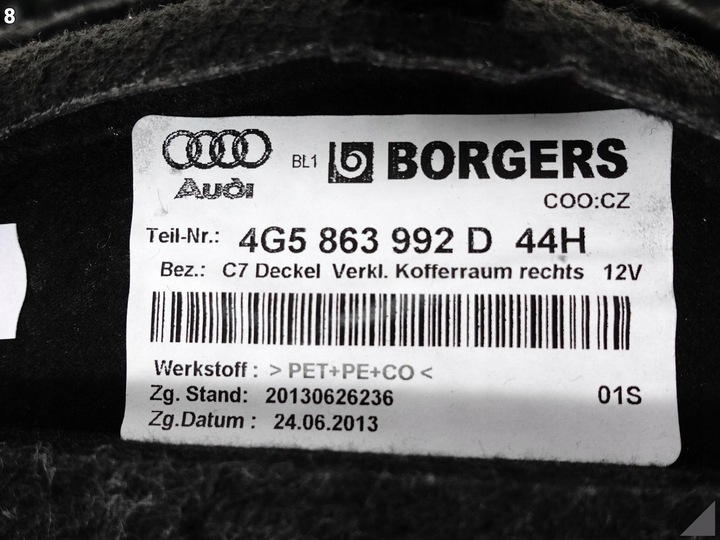 8
Audi
BL1 BORGERS
COO:CZ
Teil-Nr.: 4G5 863 992 D 44H
Bez.: C7 Deckel Verkl. Kofferraum rechts 12V
Werkstoff : > PET+PE+CO <
Zg. Stand: 20130626236 01S
Zg.Datum : 24.06.2013